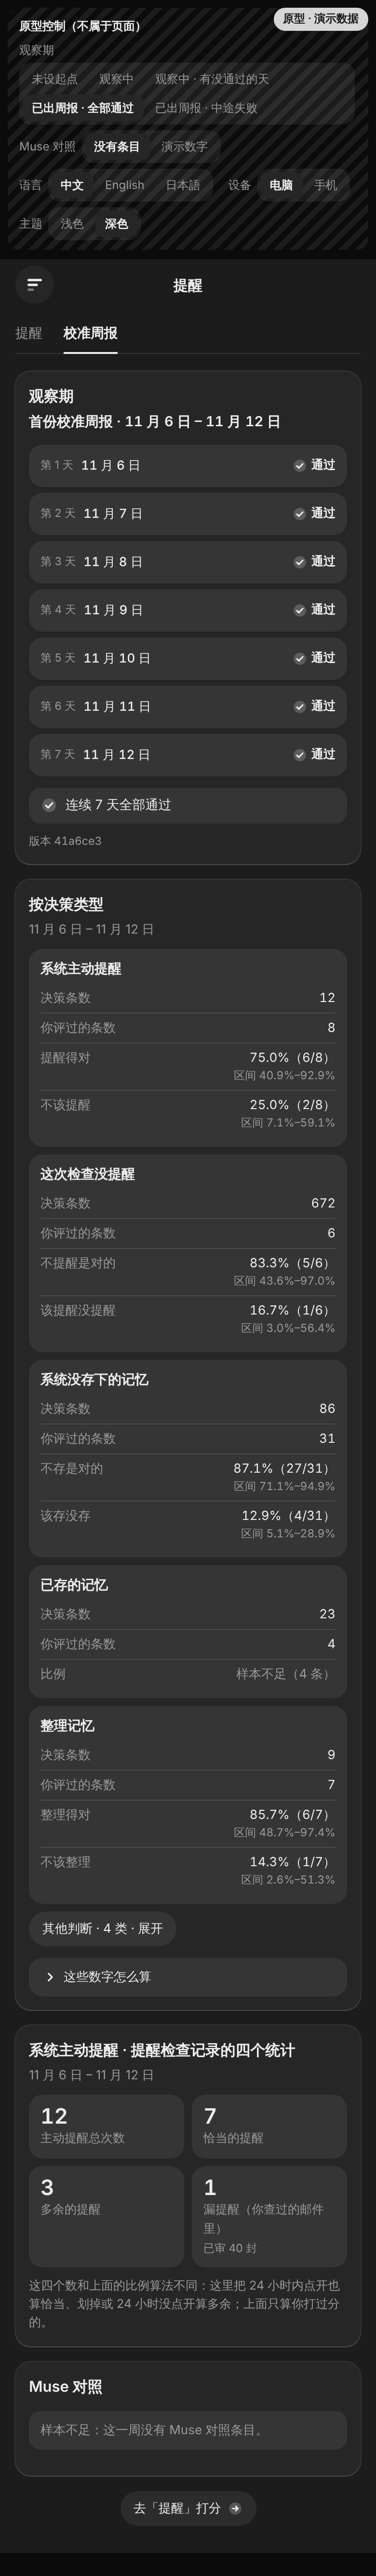 原型控制（不属于页面）
原型 · 演示数据
观察期
未设起点 观察中 观察中 · 有没通过的天
已出周报 · 全部通过 已出周报 · 中途失败
Muse 对照 没有条目 演示数字
语言 中文 English 日本語 设备 电脑 手机
主题 浅色 深色
提醒
提醒 校准周报
观察期
首份校准周报 · 11 月 6 日 – 11 月 12 日
第 1 天 11 月 6 日 通过
第 2 天 11 月 7 日 通过
第 3 天 11 月 8 日 通过
第 4 天 11 月 9 日 通过
第 5 天 11 月 10 日 通过
第 6 天 11 月 11 日 通过
第 7 天 11 月 12 日 通过
连续 7 天全部通过
版本 41a6ce3
按决策类型
11 月 6 日 – 11 月 12 日
系统主动提醒
决策条数 12
你评过的条数 8
提醒得对 75.0%（6/8）
区间 40.9%–92.9%
不该提醒 25.0%（2/8）
区间 7.1%–59.1%
这次检查没提醒
决策条数 672
你评过的条数 6
不提醒是对的 83.3%（5/6）
区间 43.6%–97.0%
该提醒没提醒 16.7%（1/6）
区间 3.0%–56.4%
系统没存下的记忆
决策条数 86
你评过的条数 31
不存是对的 87.1%（27/31）
区间 71.1%–94.9%
该存没存 12.9%（4/31）
区间 5.1%–28.9%
已存的记忆
决策条数 23
你评过的条数 4
比例 样本不足（4 条）
整理记忆
决策条数 9
你评过的条数 7
整理得对 85.7%（6/7）
区间 48.7%–97.4%
不该整理 14.3%（1/7）
区间 2.6%–51.3%
其他判断 · 4 类 · 展开
这些数字怎么算
系统主动提醒 · 提醒检查记录的四个统计
11 月 6 日 – 11 月 12 日
12
主动提醒总次数
7
恰当的提醒
3
多余的提醒
1
漏提醒（你查过的邮件
里）
已审 40 封
这四个数和上面的比例算法不同：这里把 24 小时内点开也
算恰当、划掉或 24 小时没点开算多余；上面只算你打过分
的。
Muse 对照
样本不足：这一周没有 Muse 对照条目。
去「提醒」打分